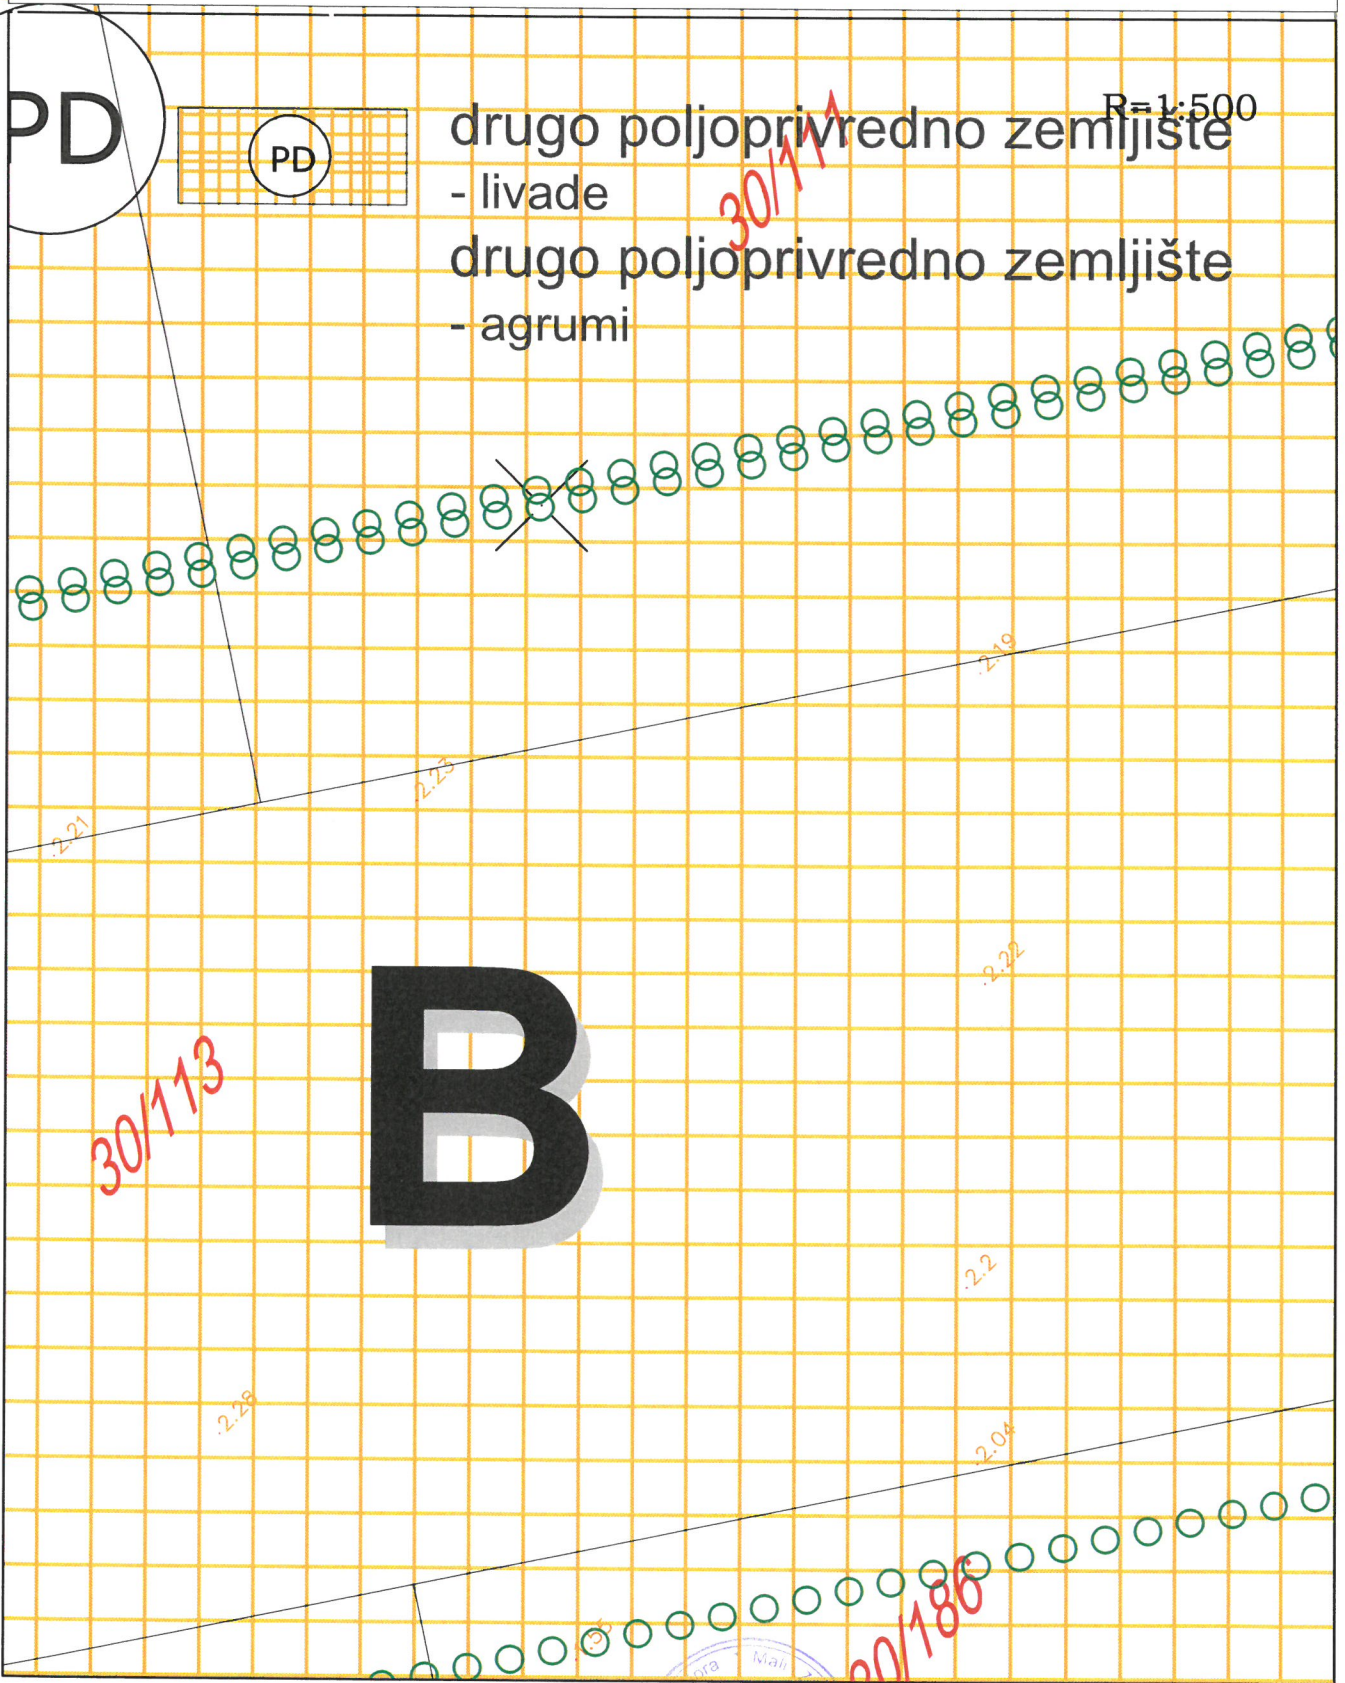 PD
PD
drugo poljoprivredno zemljište
R=1:500
- livade
30/111
drugo poljoprivredno zemljište
- agrumi
.2.19
.2.23
.2.21
.2.22
B
30/113
.2.2
.2.28
.2.04
Mali